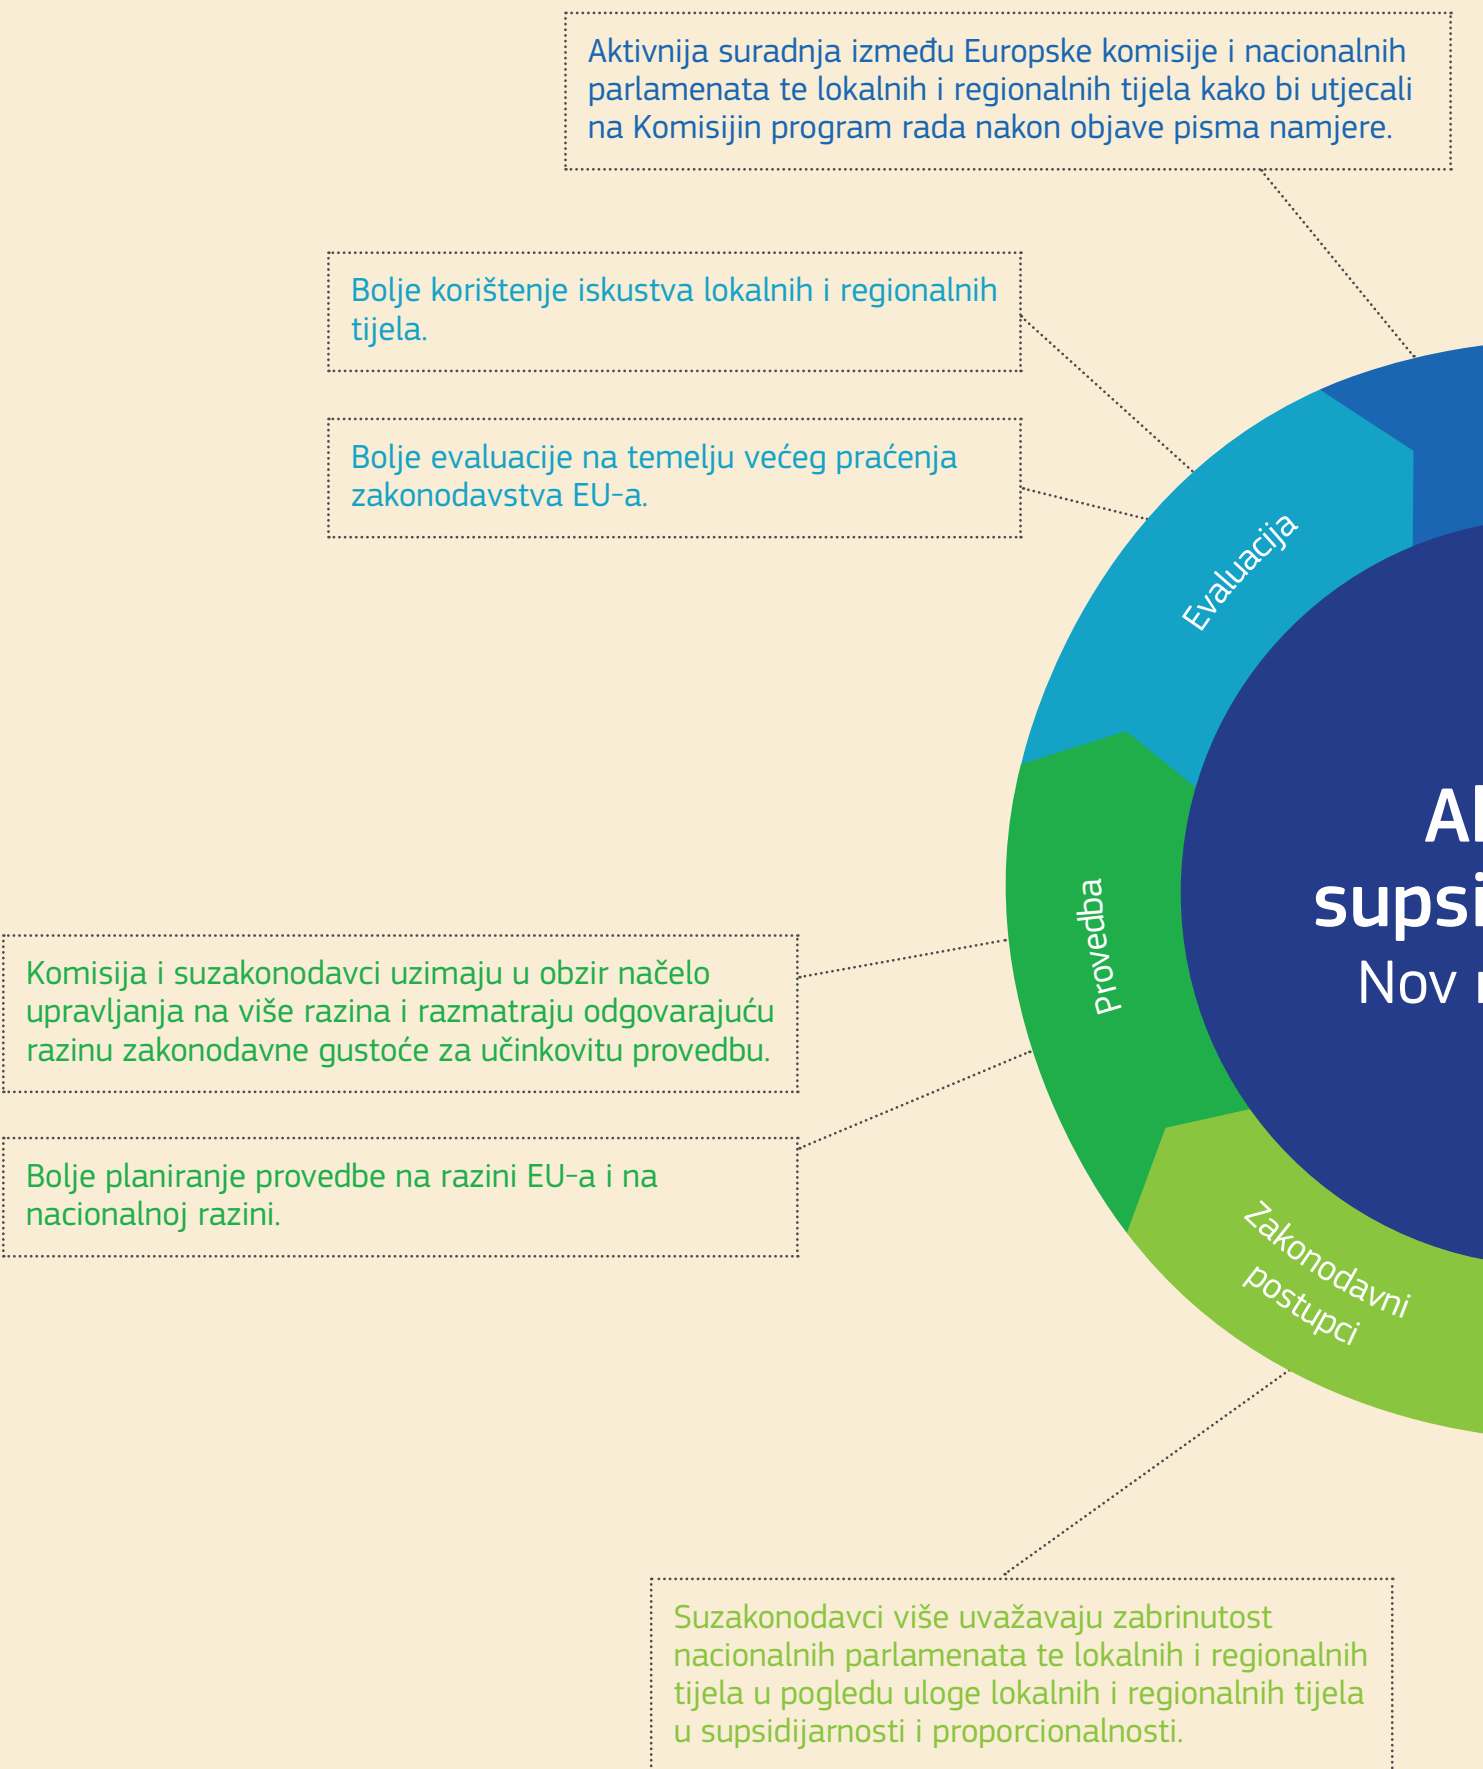 Aktivnija suradnja između Europske komisije i nacionalnih
parlamenata te lokalnih i regionalnih tijela kako bi utjecali
na Komisijin program rada nakon objave pisma namjere.
Bolje korištenje iskustva lokalnih i regionalnih
tijela.
Bolje evaluacije na temelju većeg praćenja
zakonodavstva EU-a.
Evaluacija
supsi
Nov
Provedba
Komisija i suzakonodavci uzimaju u obzir načelo
upravljanja na više razina i razmatraju odgovarajuću
razinu zakonodavne gustoće za učinkovitu provedbu.
Bolje planiranje provedbe na razini EU-a i na
nacionalnoj razini.
Zakonodavni
postupci
Suzakonodavci više uvažavaju zabrinutost
nacionalnih parlamenata te lokalnih i regionalnih
tijela u pogledu uloge lokalnih i regionalnih tijela
u supsidijarnosti i proporcionalnosti.